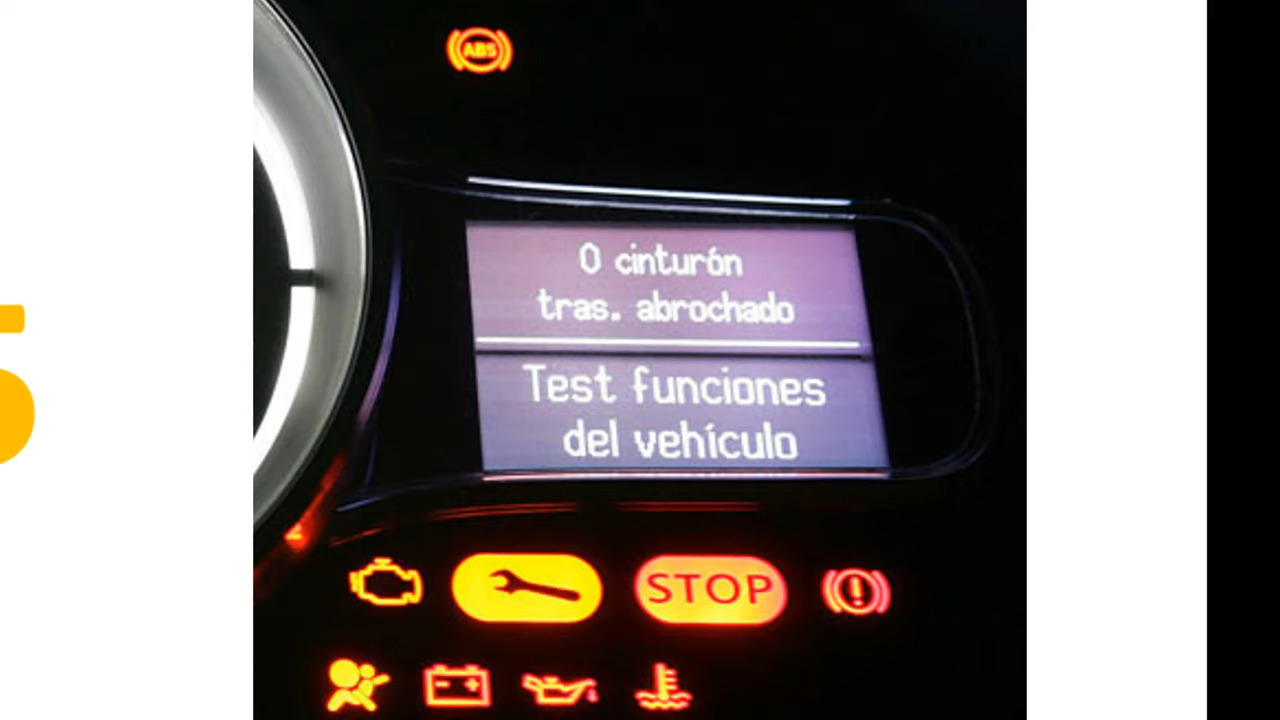 ABS
0 cinturón
tras. abrochado
Test funciones
del vehículo
STOP